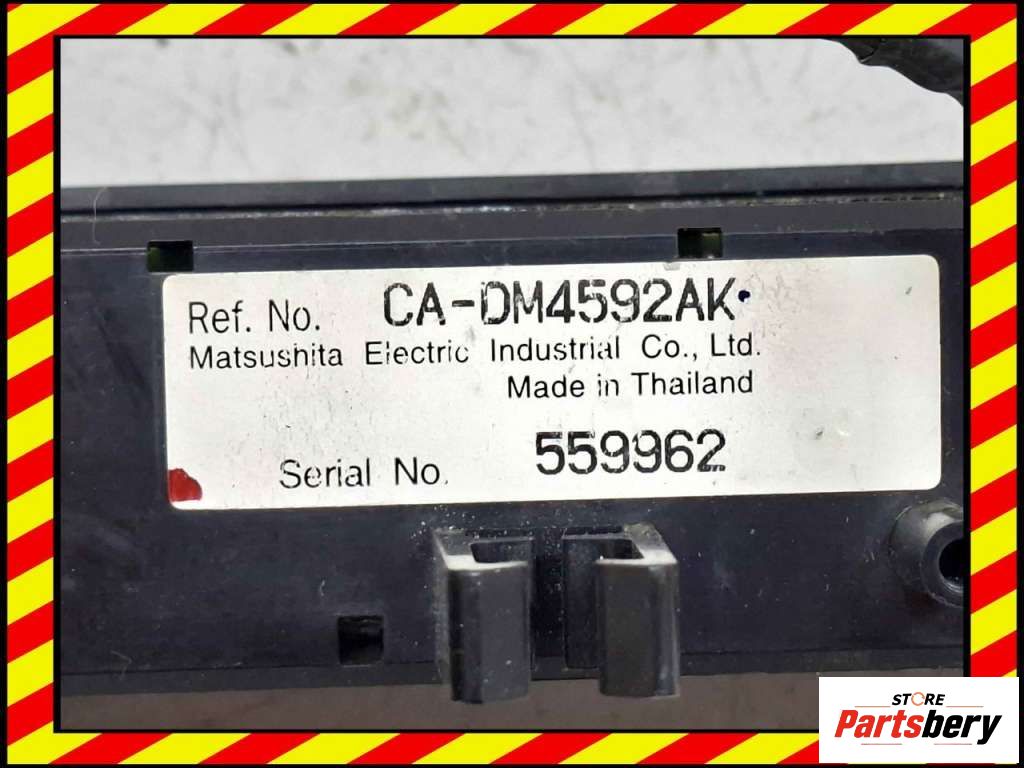 Ref. No. CA-DM4592AK
Matsushita Electric Industrial Co., Ltd.
Made in Thailand
Serial No. 559962
STORE
Partsbery